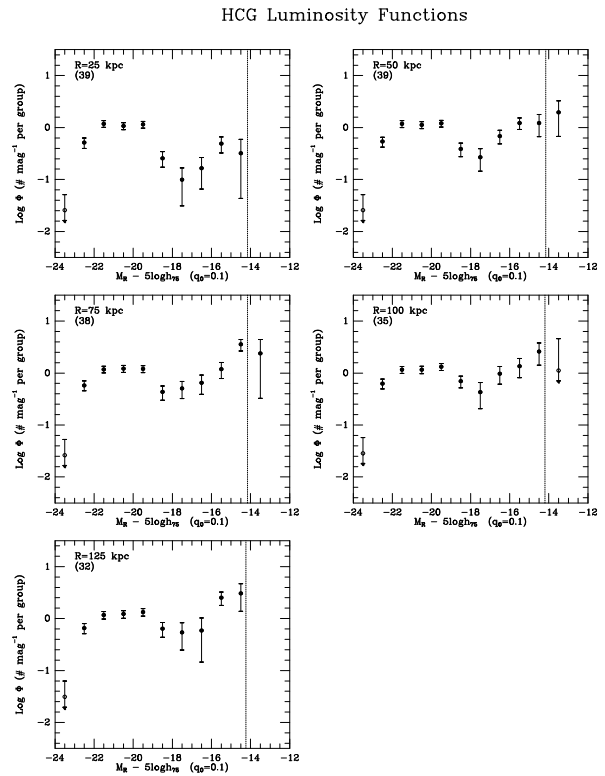 HCG Luminosity Functions
R=25 kpc
(39)
1
0
−1
−2
Log Φ (# mag⁻¹ per group)
−24 −22 −20 −18 −16 −14 −12
M_R − 5logh₇₅ (q₀=0.1)
R=50 kpc
(39)
1
0
−1
−2
Log Φ (# mag⁻¹ per group)
−24 −22 −20 −18 −16 −14 −12
M_R − 5logh₇₅ (q₀=0.1)
R=75 kpc
(38)
1
0
−1
−2
Log Φ (# mag⁻¹ per group)
−24 −22 −20 −18 −16 −14 −12
M_R − 5logh₇₅ (q₀=0.1)
R=100 kpc
(35)
1
0
−1
−2
Log Φ (# mag⁻¹ per group)
−24 −22 −20 −18 −16 −14 −12
M_R − 5logh₇₅ (q₀=0.1)
R=125 kpc
(32)
1
0
−1
−2
Log Φ (# mag⁻¹ per group)
−24 −22 −20 −18 −16 −14 −12
M_R − 5logh₇₅ (q₀=0.1)